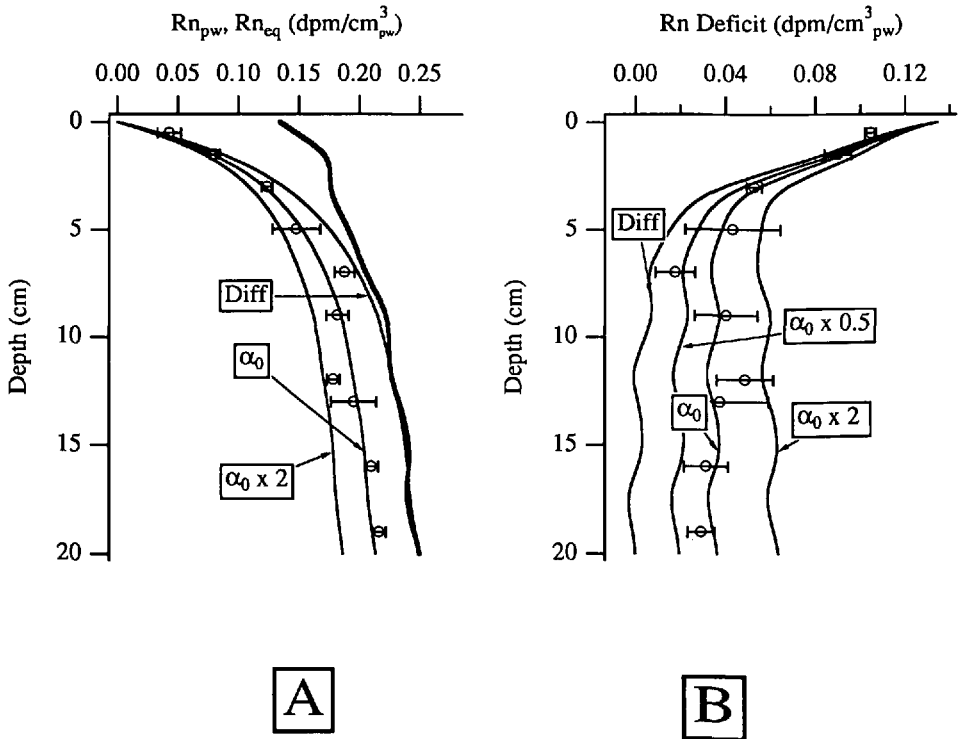 Rn_pw, Rn_eq (dpm/cm³_pw)
0.00 0.05 0.10 0.15 0.20 0.25
Depth (cm)
0
5
10
15
20
Diff
α₀
α₀ x 2
A
Rn Deficit (dpm/cm³_pw)
0.00 0.04 0.08 0.12
Depth (cm)
0
5
10
15
20
Diff
α₀ x 0.5
α₀
α₀ x 2
B